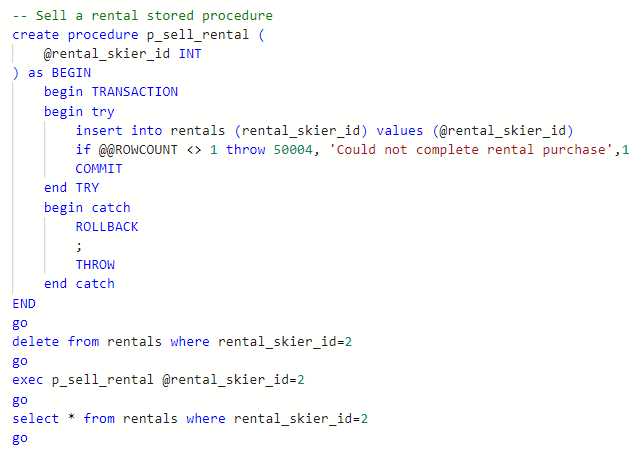 -- Sell a rental stored procedure
create procedure p_sell_rental (
    @rental_skier_id INT
) as BEGIN
    begin TRANSACTION
    begin try
        insert into rentals (rental_skier_id) values (@rental_skier_id)
        if @@ROWCOUNT <> 1 throw 50004, 'Could not complete rental purchase',1
        COMMIT
    end TRY
    begin catch
        ROLLBACK
        ;
        THROW
    end catch
END
go
delete from rentals where rental_skier_id=2
go
exec p_sell_rental @rental_skier_id=2
go
select * from rentals where rental_skier_id=2
go